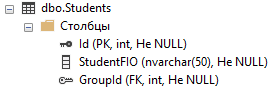 dbo.Students
Столбцы
Id (PK, int, Не NULL)
StudentFIO (nvarchar(50), Не NULL)
GroupId (FK, int, Не NULL)